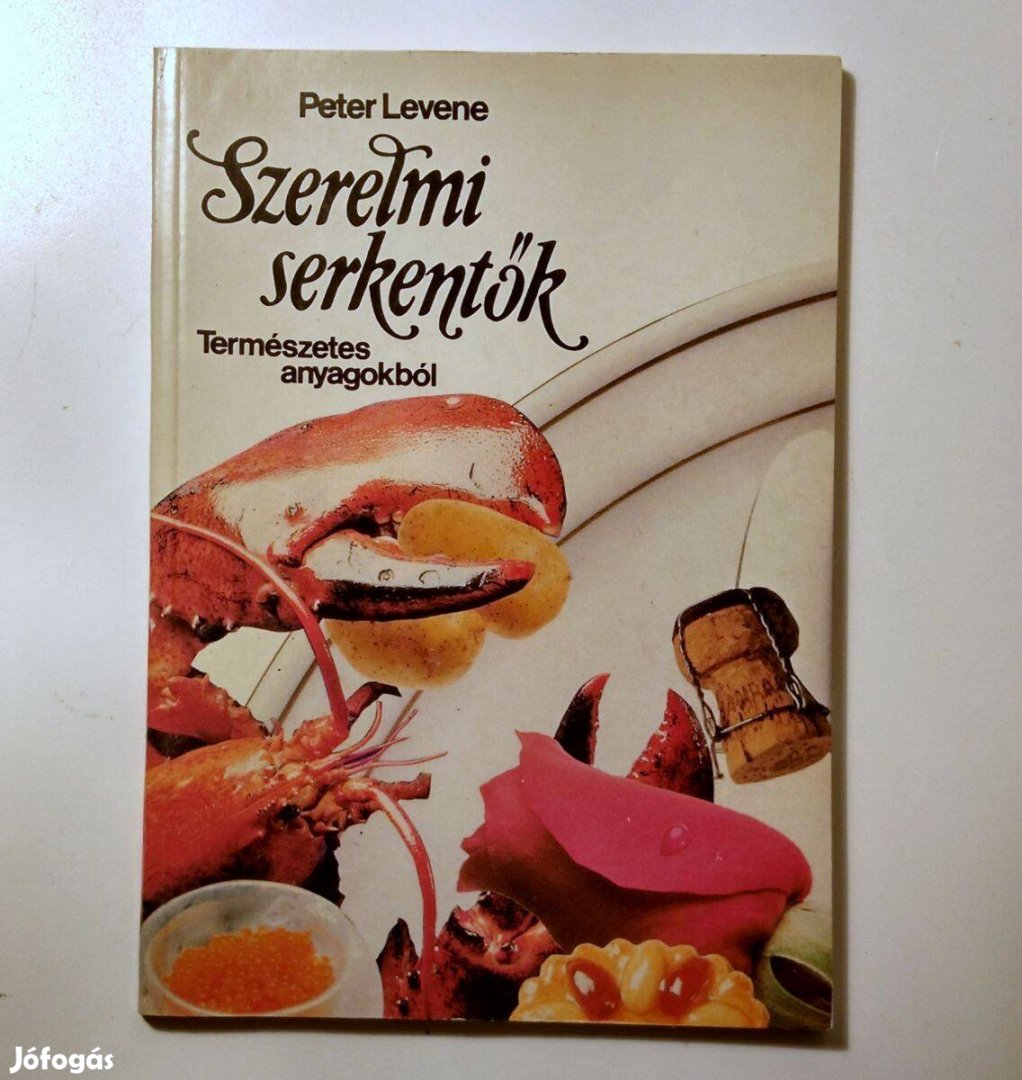 Peter Levene
Szerelmi
serkentők
Természetes
anyagokból
Jófogás